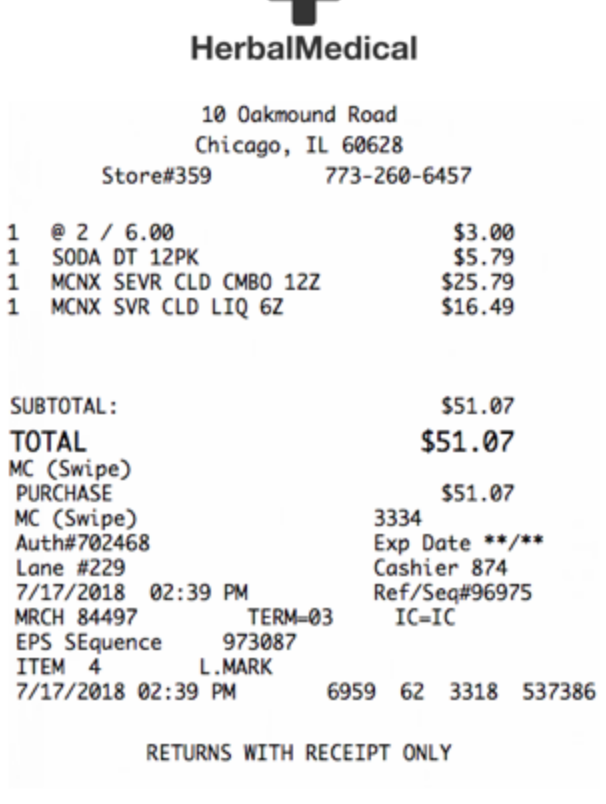 HerbalMedical
10 Oakmound Road
Chicago, IL 60628
Store#359 773-260-6457
1 @ 2 / 6.00 $3.00
1 SODA DT 12PK $5.79
1 MCNX SEVR CLD CMBO 12Z $25.79
1 MCNX SVR CLD LIQ 6Z $16.49
SUBTOTAL: $51.07
TOTAL $51.07
MC (Swipe)
PURCHASE $51.07
MC (Swipe) 3334
Auth#702468 Exp Date **/**
Lane #229 Cashier 874
7/17/2018 02:39 PM Ref/Seq#96975
MRCH 84497 TERM=03 IC=IC
EPS SEquence 973087
ITEM 4 L.MARK
7/17/2018 02:39 PM 6959 62 3318 537386
RETURNS WITH RECEIPT ONLY